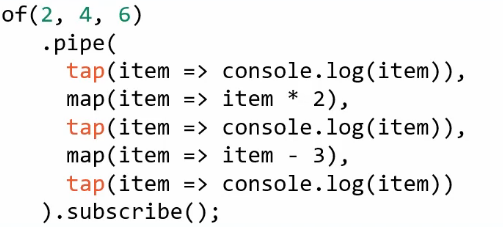 of(2, 4, 6)
.pipe(
tap(item => console.log(item)),
map(item => item * 2),
tap(item => console.log(item)),
map(item => item - 3),
tap(item => console.log(item))
).subscribe();